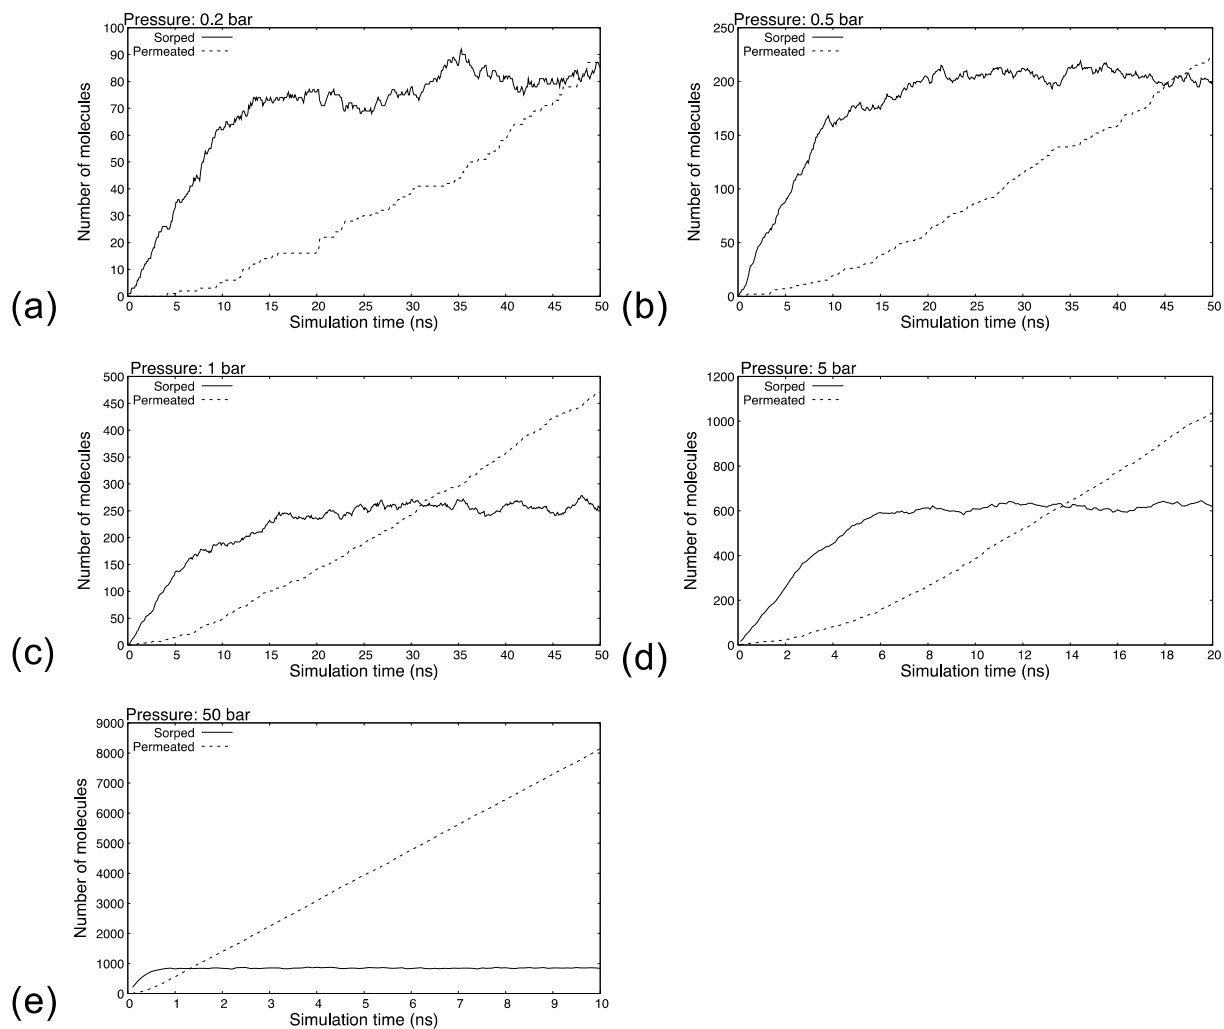 Pressure: 0.2 bar
Sorped
Permeated
100
90
80
70
60
50
40
30
20
10
0
0 5 10 15 20 25 30 35 40 45 50
Number of molecules
Simulation time (ns)
(a)
Pressure: 0.5 bar
Sorped
Permeated
250
200
150
100
50
0
0 5 10 15 20 25 30 35 40 45 50
Number of molecules
Simulation time (ns)
(b)
Pressure: 1 bar
Sorped
Permeated
500
450
400
350
300
250
200
150
100
50
0
0 5 10 15 20 25 30 35 40 45 50
Number of molecules
Simulation time (ns)
(c)
Pressure: 5 bar
Sorped
Permeated
1200
1000
800
600
400
200
0
0 2 4 6 8 10 12 14 16 18 20
Number of molecules
Simulation time (ns)
(d)
Pressure: 50 bar
Sorped
Permeated
9000
8000
7000
6000
5000
4000
3000
2000
1000
0
0 1 2 3 4 5 6 7 8 9 10
Number of molecules
Simulation time (ns)
(e)